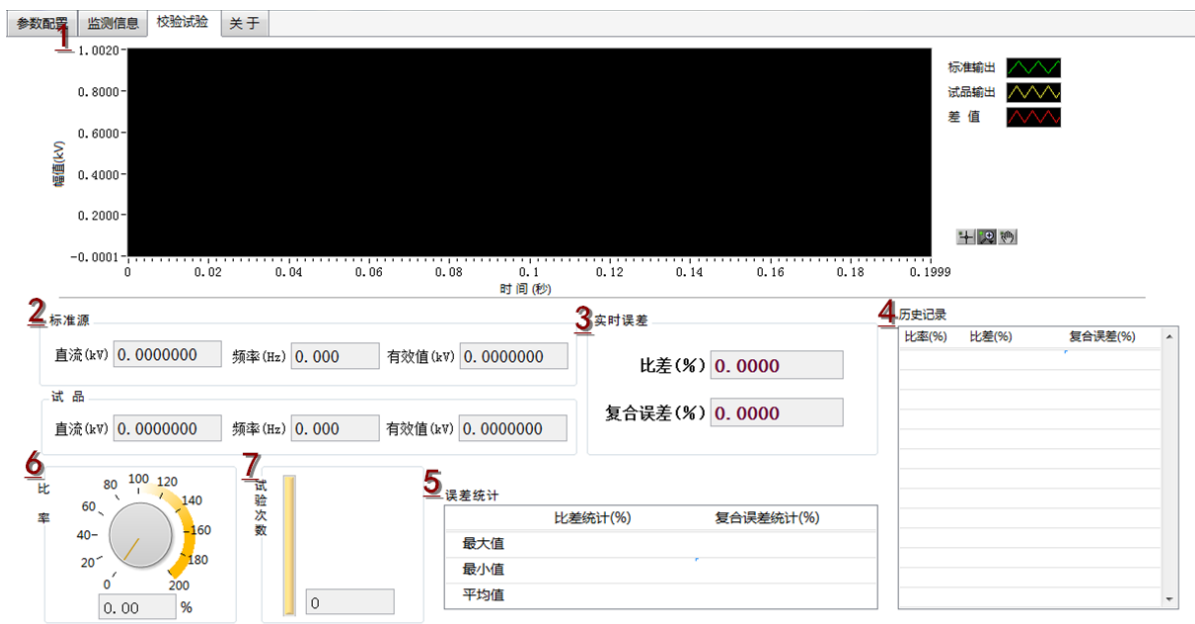 参数配置 监测信息 校验试验 关于
1
1.0020
0.8000
0.6000
0.4000
0.2000
-0.0001
幅值(kV)
0 0.02 0.04 0.06 0.08 0.1 0.12 0.14 0.16 0.18 0.1999
时间(秒)
标准输出
试品输出
差 值
2 标准源
直流(kV) 0.0000000 频率(Hz) 0.000 有效值(kV) 0.0000000
试 品
直流(kV) 0.0000000 频率(Hz) 0.000 有效值(kV) 0.0000000
3 实时误差
比差(%) 0.0000
复合误差(%) 0.0000
4 历史记录
比率(%) 比差(%) 复合误差(%)
6
比率
0 20 40 60 80 100 120 140 160 180 200
0.00 %
7
试验次数
0
5 误差统计
比差统计(%) 复合误差统计(%)
最大值
最小值
平均值